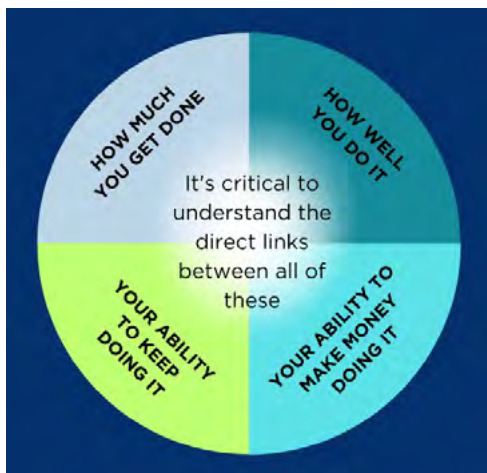 HOW MUCH
YOU GET DONE
HOW WELL
YOU DO IT
It's critical to
understand the
direct links
between all of
these
YOUR ABILITY
TO KEEP
DOING IT
YOUR ABILITY TO
MAKE MONEY
DOING IT